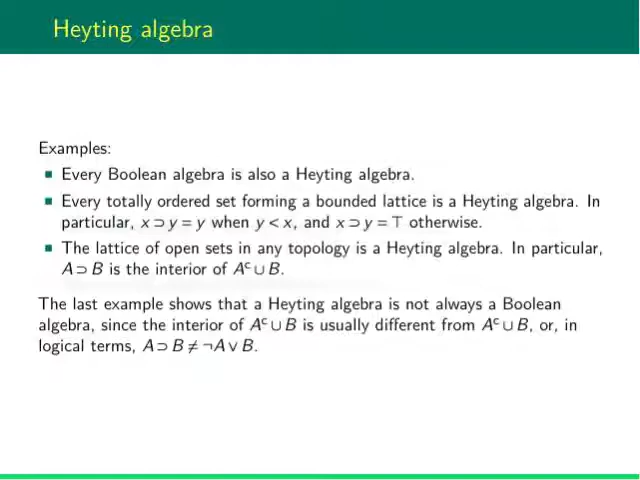 Heyting algebra
Examples:
▪ Every Boolean algebra is also a Heyting algebra.
▪ Every totally ordered set forming a bounded lattice is a Heyting algebra. In
particular, x ⊃ y = y when y < x, and x ⊃ y = ⊤ otherwise.
▪ The lattice of open sets in any topology is a Heyting algebra. In particular,
A ⊃ B is the interior of Aᶜ ∪ B.
The last example shows that a Heyting algebra is not always a Boolean
algebra, since the interior of Aᶜ ∪ B is usually different from Aᶜ ∪ B, or, in
logical terms, A ⊃ B ≠ ¬A ∨ B.